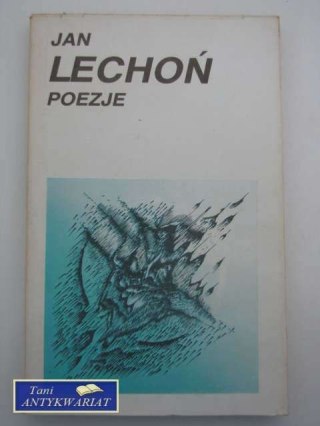 JAN
LECHOŃ
POEZJE
Tani
ANTYKWARIAT